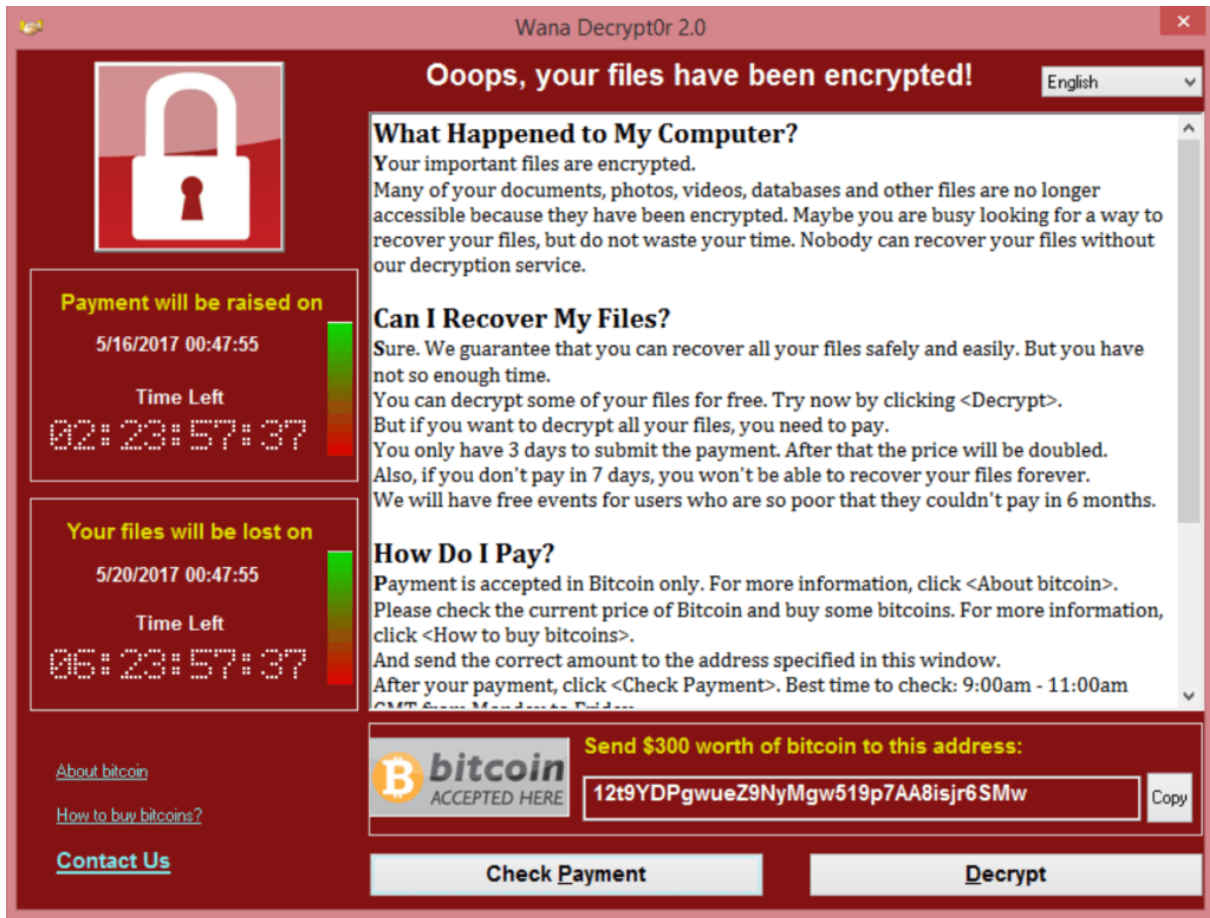 Wana Decrypt0r 2.0
Ooops, your files have been encrypted!
English
Payment will be raised on
5/16/2017 00:47:55
Time Left
02:23:57:37
Your files will be lost on
5/20/2017 00:47:55
Time Left
06:23:57:37
About bitcoin
How to buy bitcoins?
Contact Us
What Happened to My Computer?
Your important files are encrypted.
Many of your documents, photos, videos, databases and other files are no longer
accessible because they have been encrypted. Maybe you are busy looking for a way to
recover your files, but do not waste your time. Nobody can recover your files without
our decryption service.
Can I Recover My Files?
Sure. We guarantee that you can recover all your files safely and easily. But you have
not so enough time.
You can decrypt some of your files for free. Try now by clicking <Decrypt>.
But if you want to decrypt all your files, you need to pay.
You only have 3 days to submit the payment. After that the price will be doubled.
Also, if you don't pay in 7 days, you won't be able to recover your files forever.
We will have free events for users who are so poor that they couldn't pay in 6 months.
How Do I Pay?
Payment is accepted in Bitcoin only. For more information, click <About bitcoin>.
Please check the current price of Bitcoin and buy some bitcoins. For more information,
click <How to buy bitcoins>.
And send the correct amount to the address specified in this window.
After your payment, click <Check Payment>. Best time to check: 9:00am - 11:00am
GMT from Monday to Friday
bitcoin
ACCEPTED HERE
Send $300 worth of bitcoin to this address:
12t9YDPgwueZ9NyMgw519p7AA8isjr6SMw
Copy
Check Payment
Decrypt